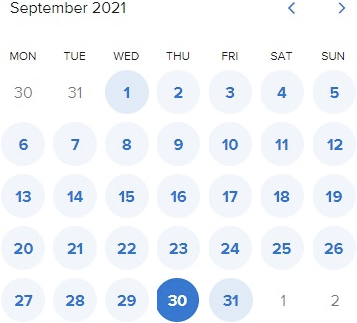 September 2021
MON TUE WED THU FRI SAT SUN
30 31 1 2 3 4 5
6 7 8 9 10 11 12
13 14 15 16 17 18 19
20 21 22 23 24 25 26
27 28 29 30 31 1 2